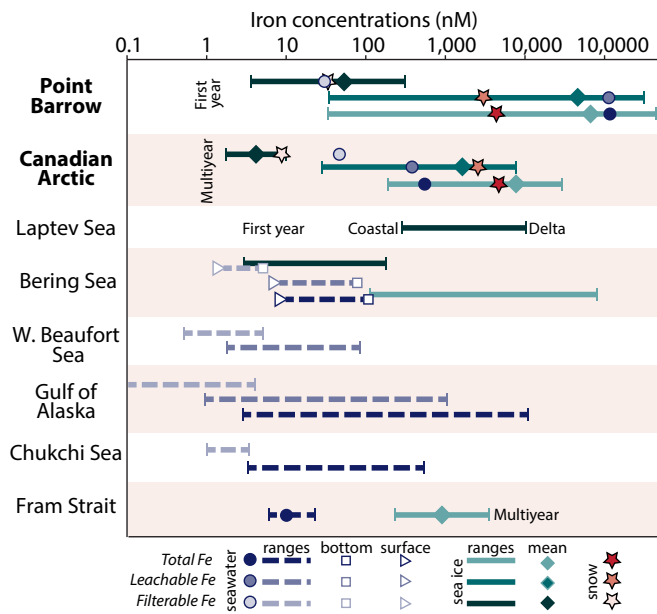 Iron concentrations (nM)
0.1 1 10 100 1,000 10,000 10,0000
Point
Barrow
First
year
Canadian
Arctic
Multiyear
Laptev Sea
First year
Coastal
Delta
Bering Sea
W. Beaufort
Sea
Gulf of
Alaska
Chukchi Sea
Fram Strait
Multiyear
seawater
ranges bottom surface
sea ice
ranges mean
snow
Total Fe
Leachable Fe
Filterable Fe